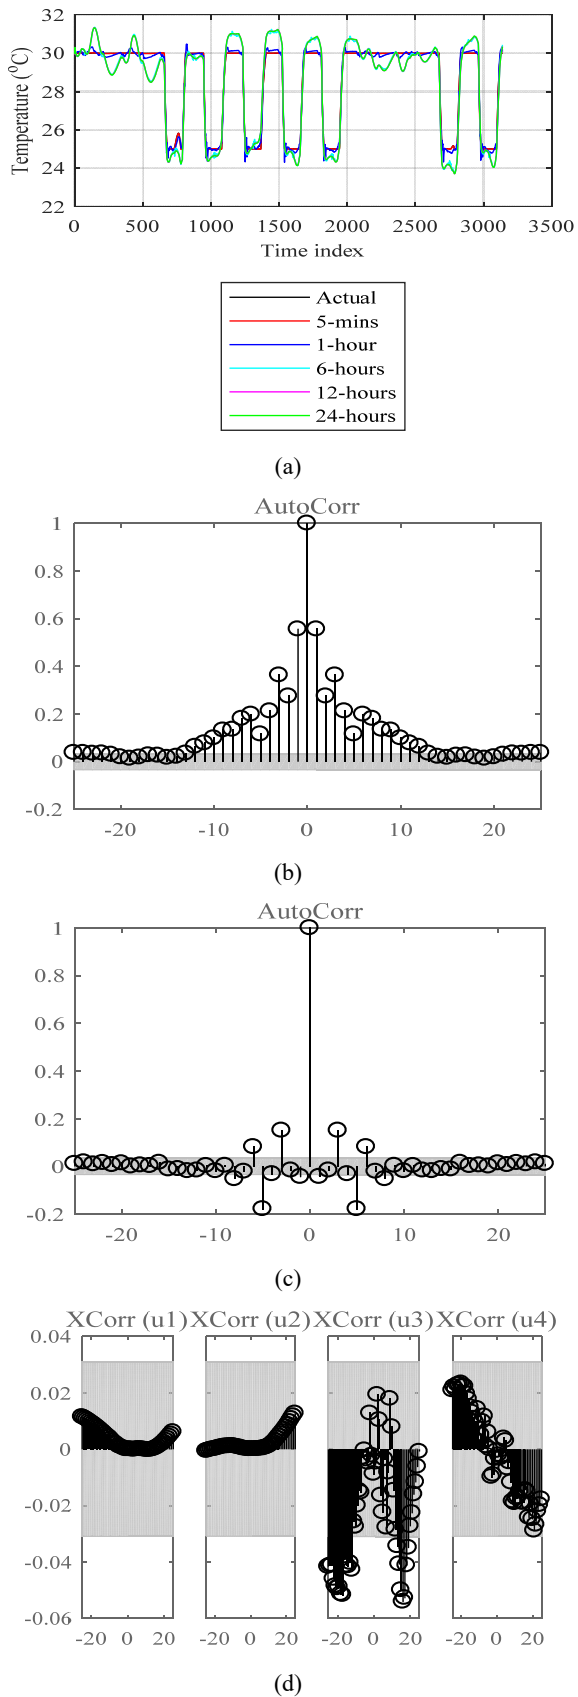 32
30
28
26
24
22
Temperature (⁰C)
0 500 1000 1500 2000 2500 3000 3500
Time index
Actual
5-mins
1-hour
6-hours
12-hours
24-hours
(a)
AutoCorr
1
0.8
0.6
0.4
0.2
0
-0.2
-20 -10 0 10 20
(b)
AutoCorr
1
0.8
0.6
0.4
0.2
0
-0.2
-20 -10 0 10 20
(c)
XCorr (u1) XCorr (u2) XCorr (u3) XCorr (u4)
0.04
0.02
0
-0.02
-0.04
-0.06
-20 0 20 -20 0 20 -20 0 20 -20 0 20
(d)